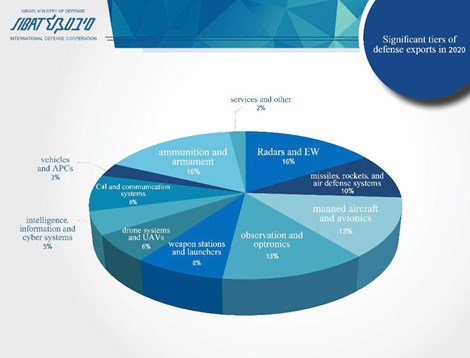 ISRAEL MINISTRY OF DEFENSE
INTERNATIONAL DEFENSE COOPERATION
Significant tiers of
defense exports in 2020
services and other
2%
ammunition and
armament
16%
Radars and EW
16%
vehicles
and APCs
3%
missiles, rockets, and
air defense systems
10%
C4I and communication
systems
8%
manned aircraft
and avionics
13%
intelligence,
information and
cyber systems
5%
drone systems
and UAVs
6%
weapon stations
and launchers
8%
observation and
optronics
13%